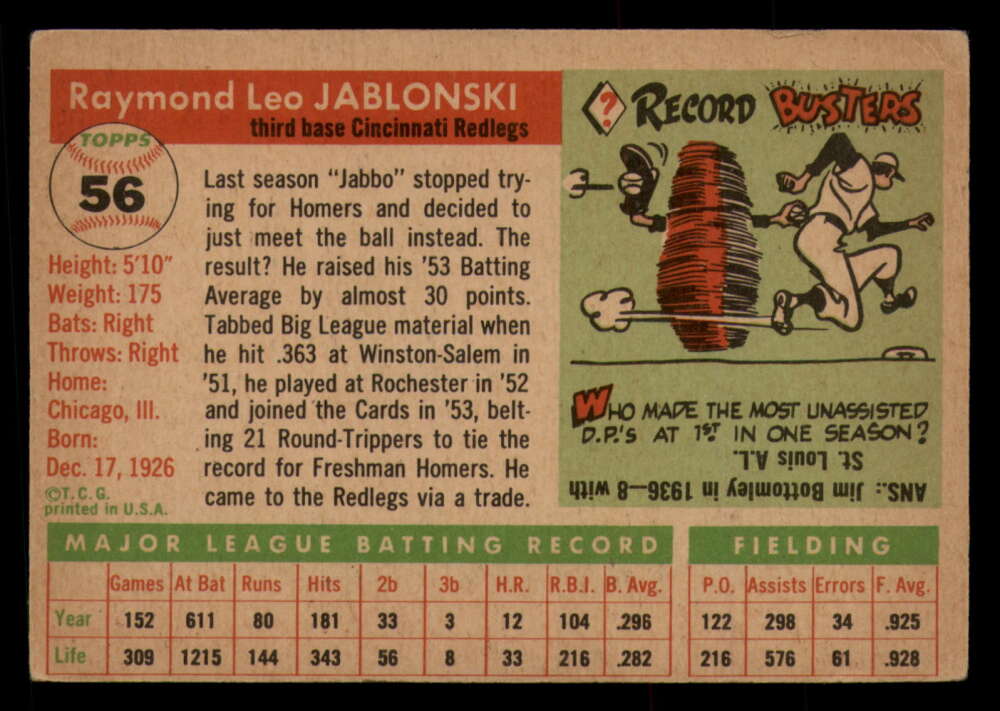 Raymond Leo JABLONSKI
third base Cincinnati Redlegs
TOPPS
56
Height: 5'10"
Weight: 175
Bats: Right
Throws: Right
Home:
Chicago, Ill.
Born:
Dec. 17, 1926
©T.C.G.
printed in U.S.A.
Last season "Jabbo" stopped try-
ing for Homers and decided to
just meet the ball instead. The
result? He raised his '53 Batting
Average by almost 30 points.
Tabbed Big League material when
he hit .363 at Winston-Salem in
'51, he played at Rochester in '52
and joined the Cards in '53, belt-
ing 21 Round-Trippers to tie the
record for Freshman Homers. He
came to the Redlegs via a trade.
? RECORD BUSTERS
WHO MADE THE MOST UNASSISTED
D.P.'S AT 1ST IN ONE SEASON?
ANS.: Jim Bottomley in 1936—8 with
St. Louis A.L.
MAJOR LEAGUE BATTING RECORD FIELDING
Games At Bat Runs Hits 2b 3b H.R. R.B.I. B. Avg. P.O. Assists Errors F. Avg.
Year 152 611 80 181 33 3 12 104 .296 122 298 34 .925
Life 309 1215 144 343 56 8 33 216 .282 216 576 61 .928